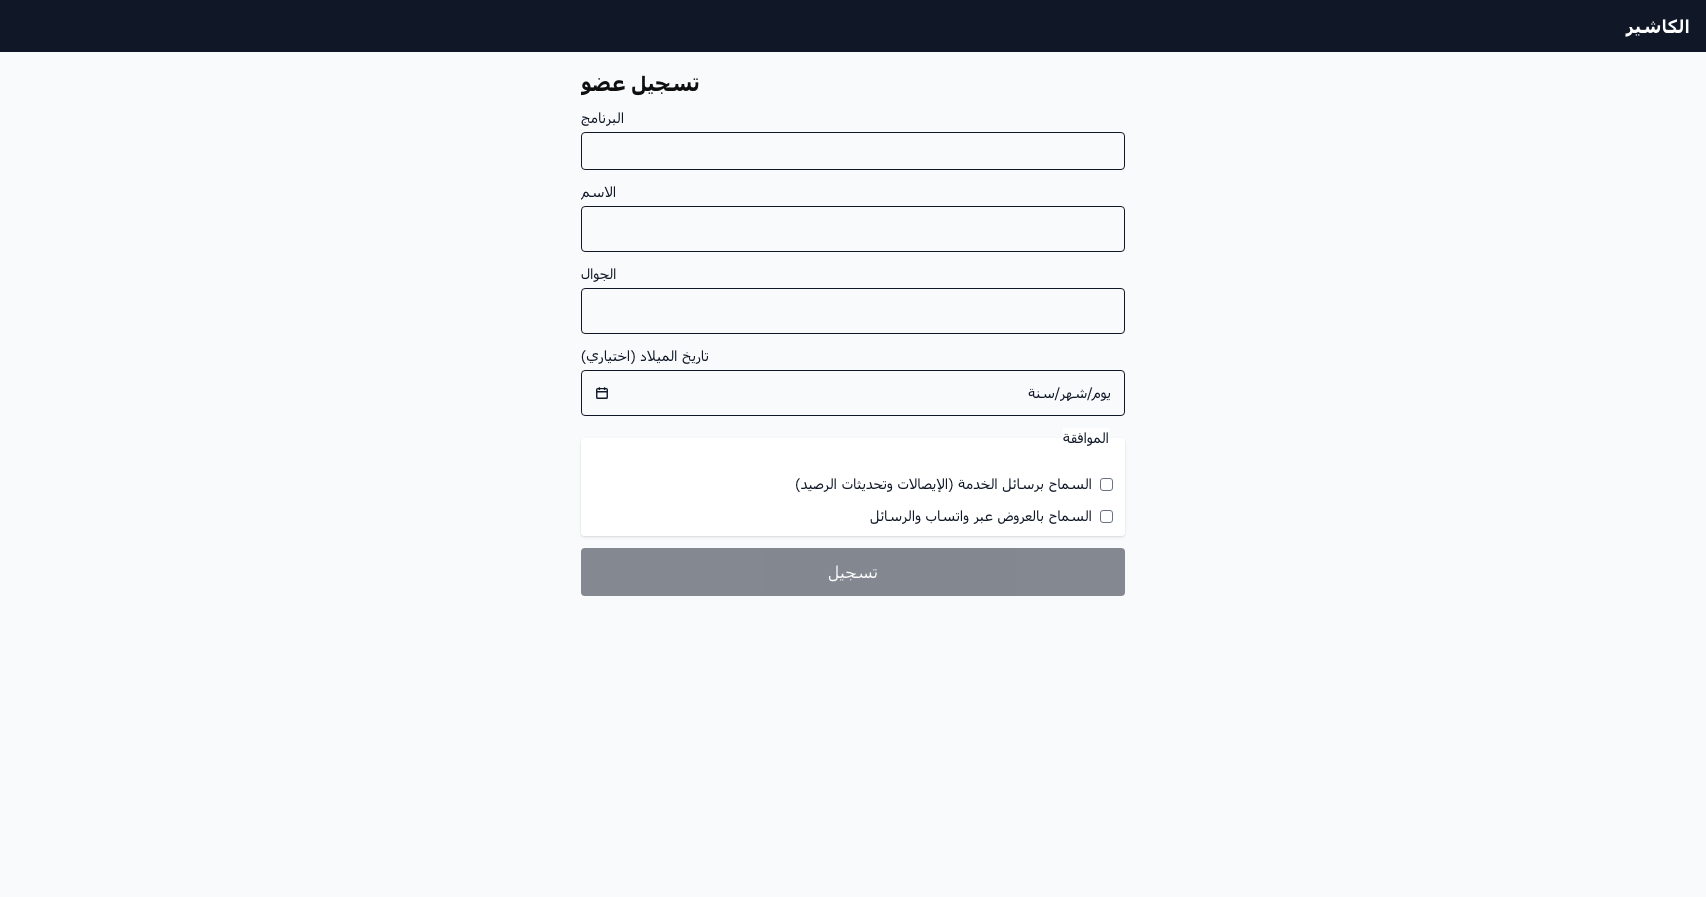 الكاشير
تسجيل عضو
البرنامج
الاسم
الجوال
تاريخ الميلاد (اختياري)
يوم/شهر/سنة
الموافقة
السماح برسائل الخدمة (الإيصالات وتحديثات الرصيد)
السماح بالعروض عبر واتساب والرسائل
تسجيل